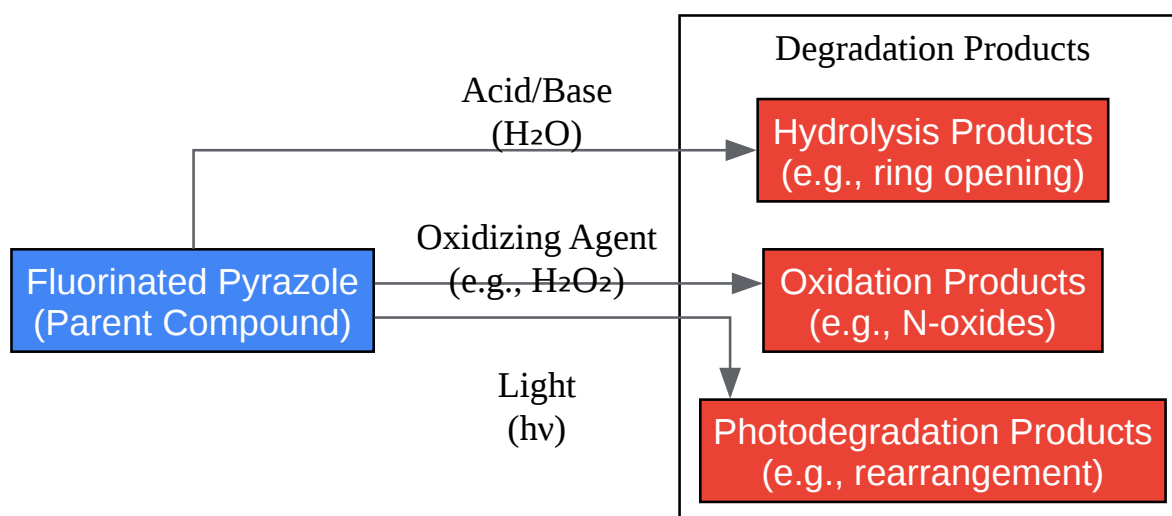 Degradation Products
Acid/Base
(H₂O)
Hydrolysis Products
(e.g., ring opening)
Fluorinated Pyrazole
(Parent Compound)
Oxidizing Agent
(e.g., H₂O₂)
Oxidation Products
(e.g., N-oxides)
Light
(hν)
Photodegradation Products
(e.g., rearrangement)